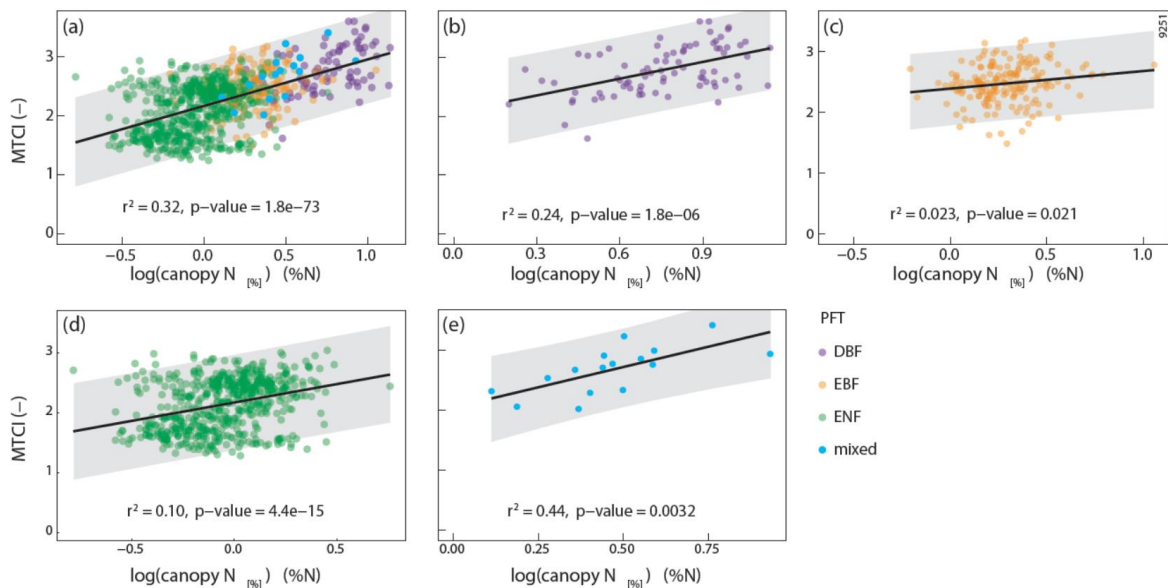 (a)
MTCI (−)
3
2
1
0
r² = 0.32, p−value = 1.8e−73
−0.5 0.0 0.5 1.0
log(canopy N [%] ) (%N)
(b)
r² = 0.24, p−value = 1.8e−06
0.0 0.3 0.6 0.9
log(canopy N [%] ) (%N)
(c)
9251
3
2
1
0
r² = 0.023, p−value = 0.021
−0.5 0.0 0.5 1.0
log(canopy N [%] ) (%N)
(d)
MTCI (−)
3
2
1
0
r² = 0.10, p−value = 4.4e−15
−0.5 0.0 0.5
log(canopy N [%] ) (%N)
(e)
r² = 0.44, p−value = 0.0032
0.00 0.25 0.50 0.75
log(canopy N [%] ) (%N)
PFT
DBF
EBF
ENF
mixed